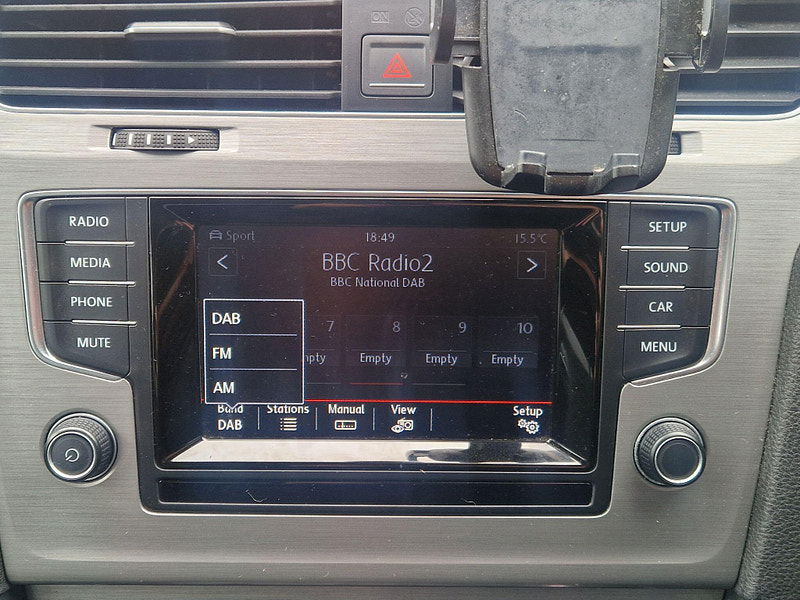 ON
RADIO
MEDIA
PHONE
MUTE
Sport 18:49 15.5°C
< BBC Radio2 >
BBC National DAB
DAB
FM
AM
7 8 9 10
Empty Empty Empty
Band Stations Manual View Setup
DAB
SETUP
SOUND
CAR
MENU